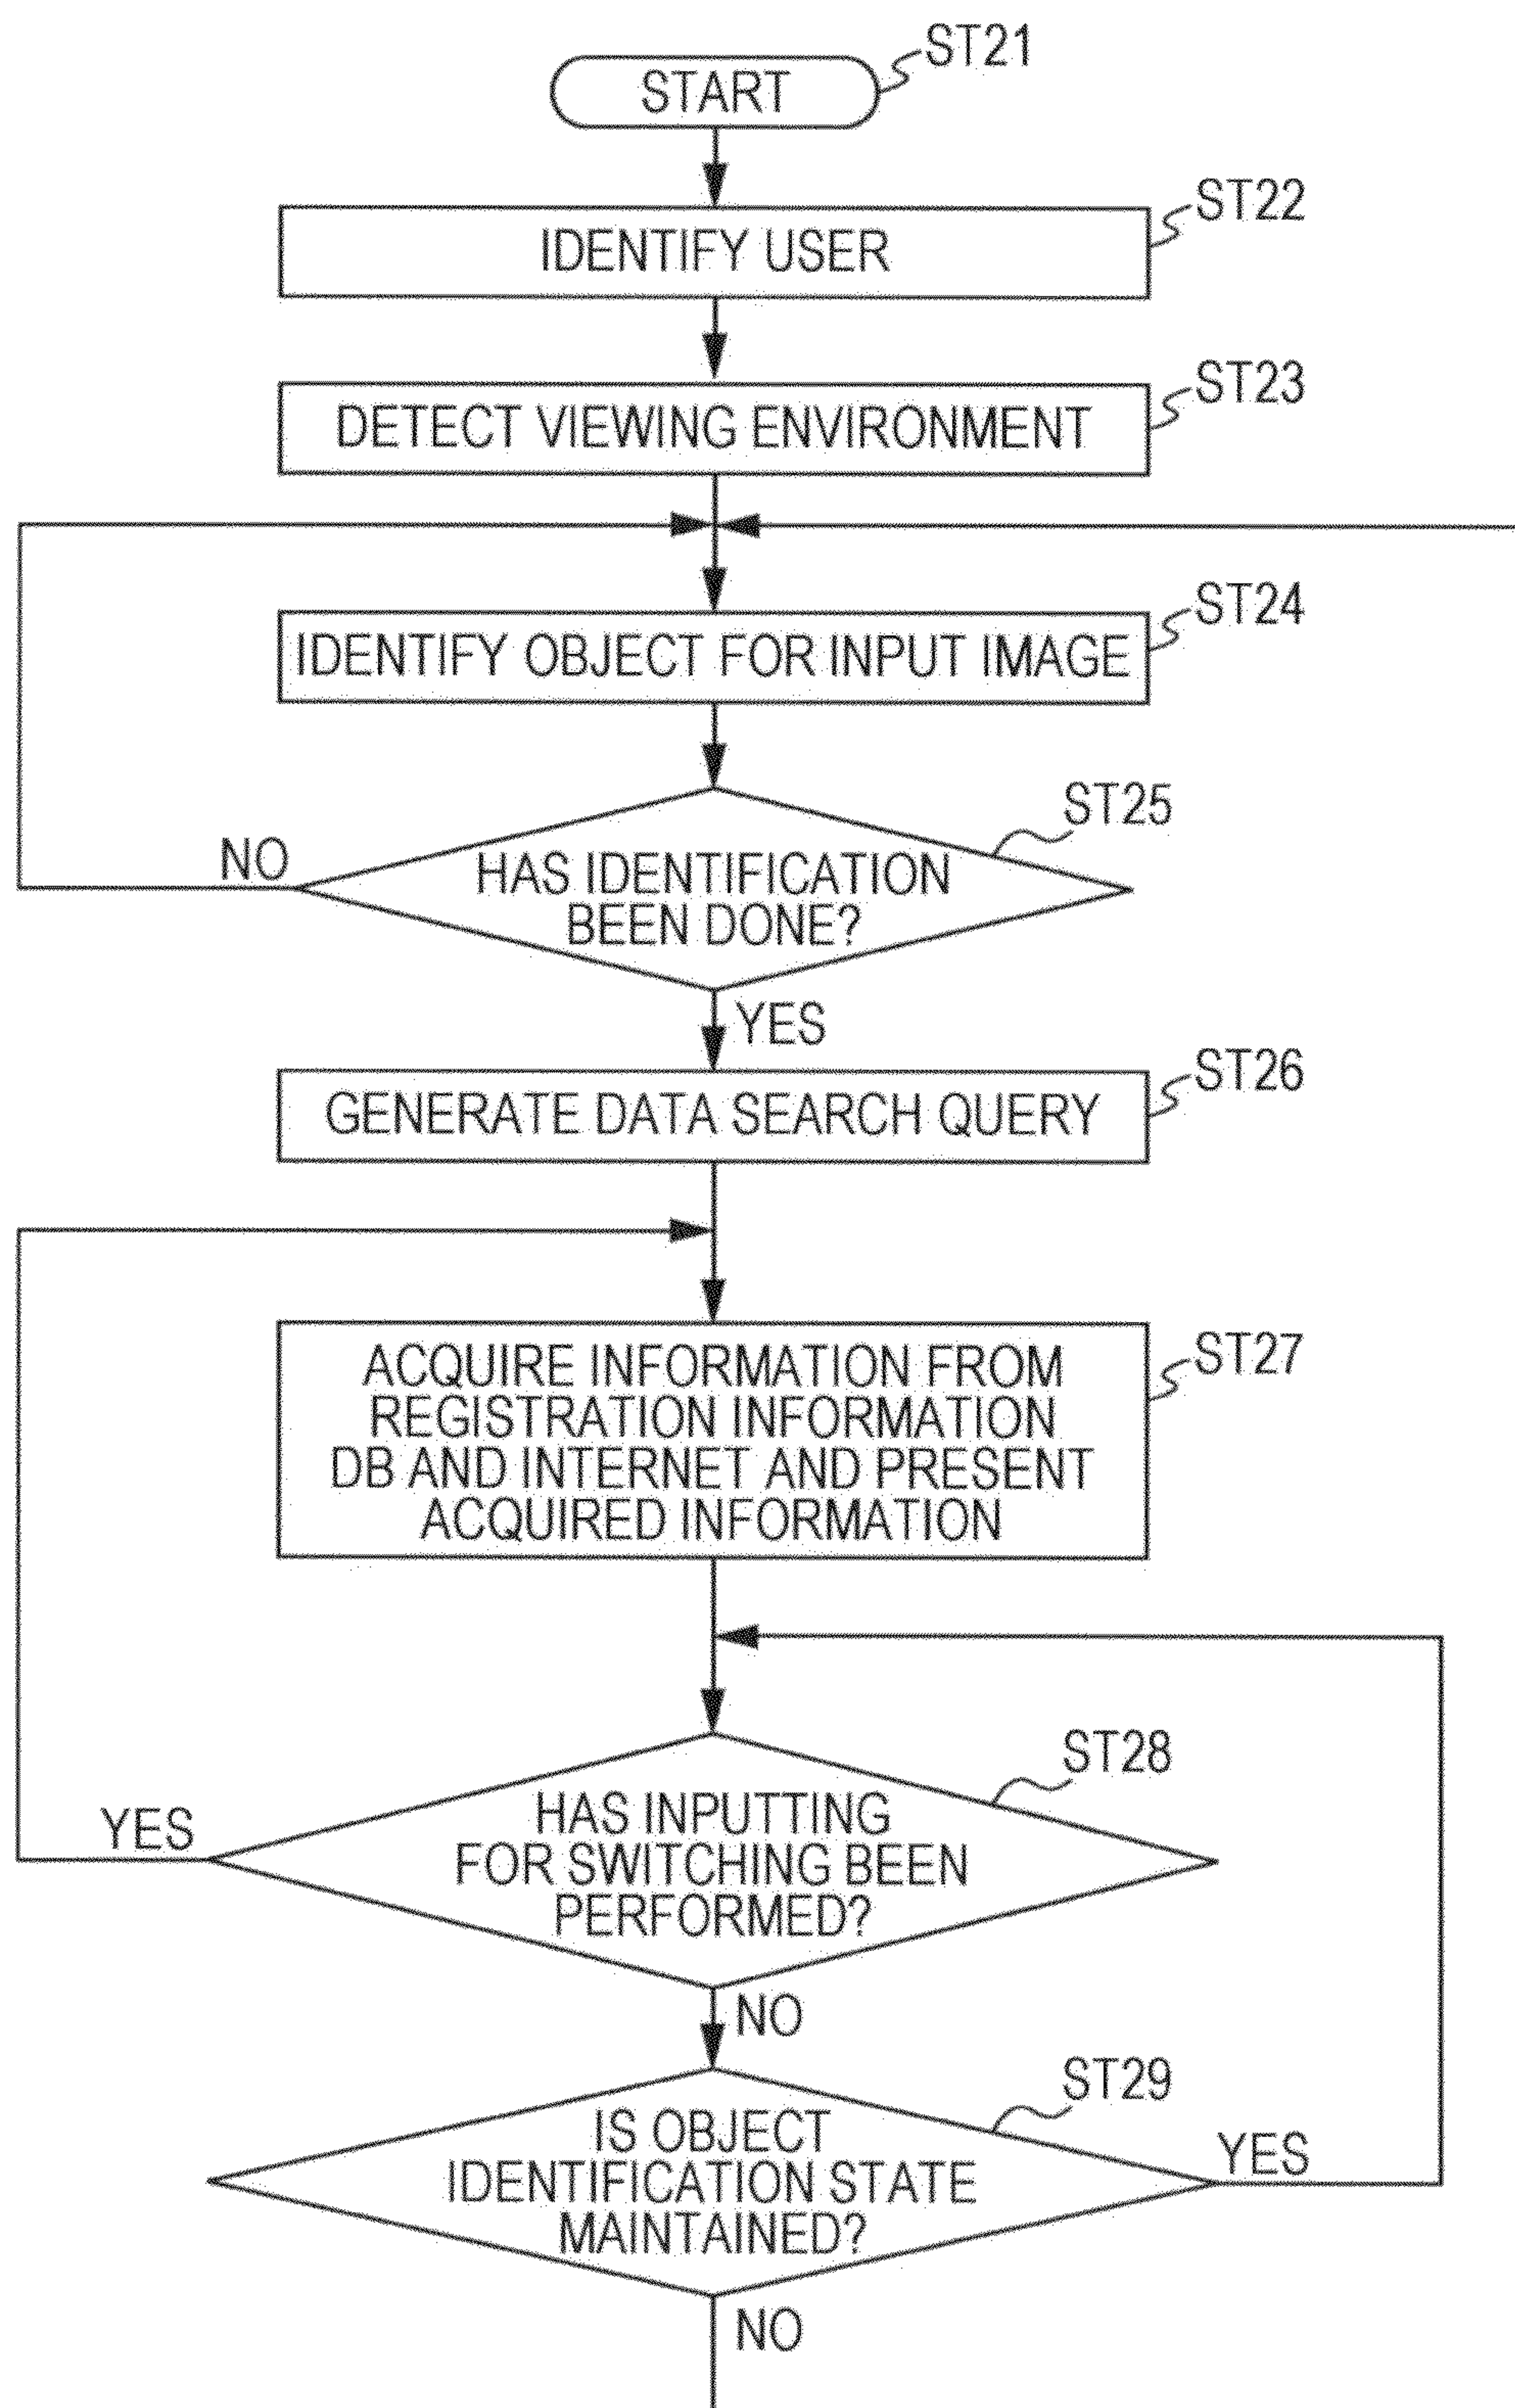 START
ST21
IDENTIFY USER
ST22
DETECT VIEWING ENVIRONMENT
ST23
IDENTIFY OBJECT FOR INPUT IMAGE
ST24
HAS IDENTIFICATION
BEEN DONE?
ST25
NO
YES
GENERATE DATA SEARCH QUERY
ST26
ACQUIRE INFORMATION FROM
REGISTRATION INFORMATION
DB AND INTERNET AND PRESENT
ACQUIRED INFORMATION
ST27
HAS INPUTTING
FOR SWITCHING BEEN
PERFORMED?
ST28
YES
NO
IS OBJECT
IDENTIFICATION STATE
MAINTAINED?
ST29
YES
NO